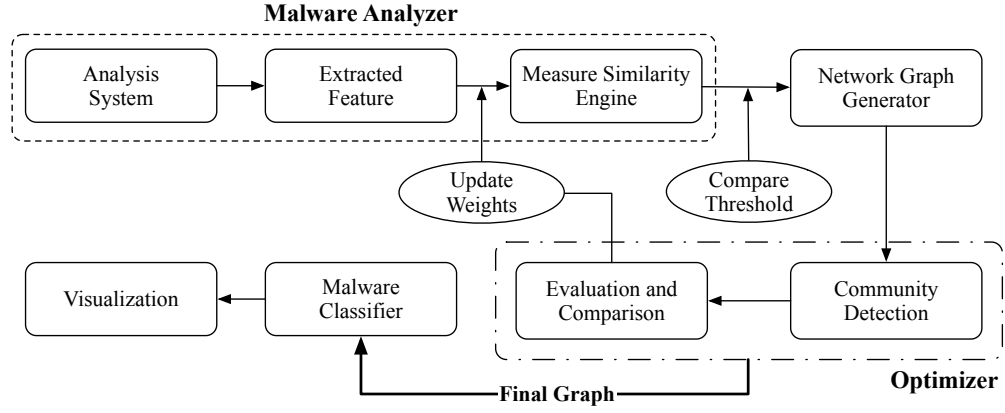 Malware Analyzer
Analysis
System
Extracted
Feature
Measure Similarity
Engine
Network Graph
Generator
Update
Weights
Compare
Threshold
Visualization
Malware
Classifier
Evaluation and
Comparison
Community
Detection
Optimizer
Final Graph